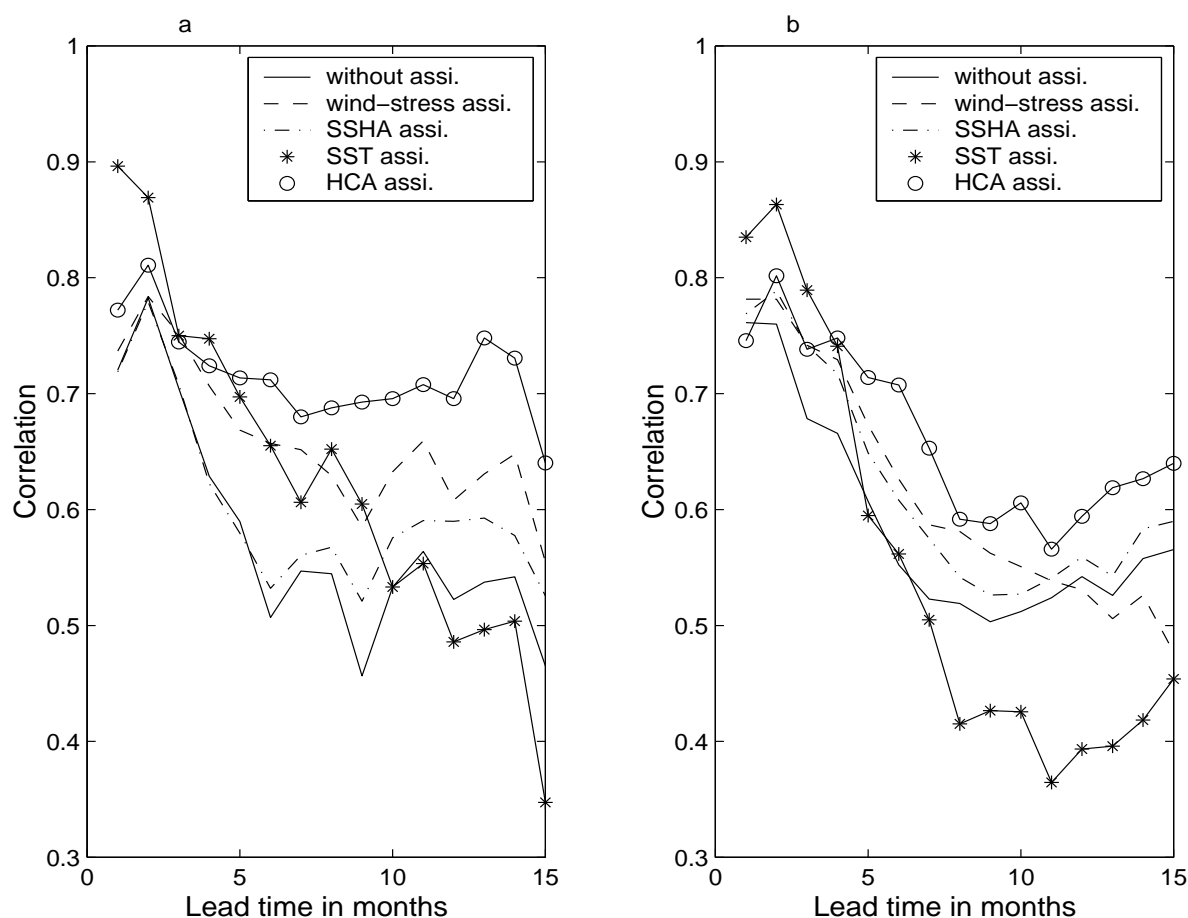 a
1
0.9
0.8
0.7
0.6
0.5
0.4
0.3
Correlation
without assi.
wind−stress assi.
SSHA assi.
SST assi.
HCA assi.
0
5
10
15
Lead time in months
b
1
0.9
0.8
0.7
0.6
0.5
0.4
0.3
Correlation
without assi.
wind−stress assi.
SSHA assi.
SST assi.
HCA assi.
0
5
10
15
Lead time in months